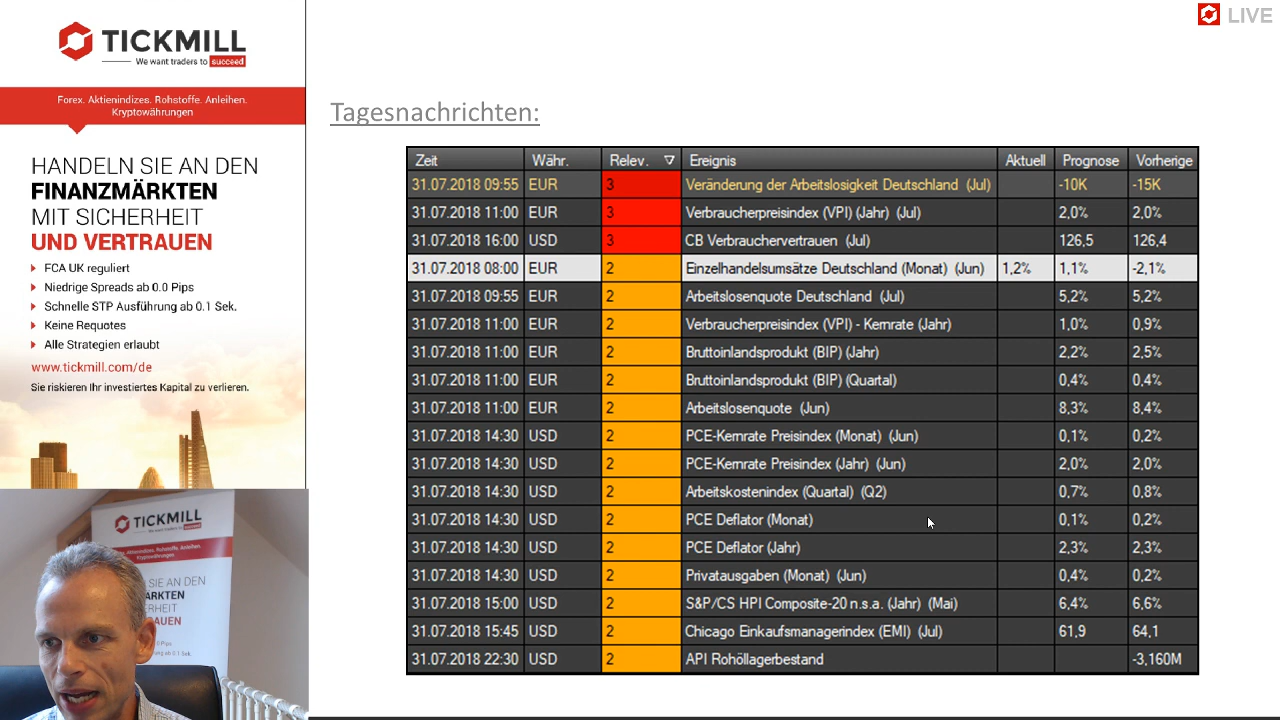 TICKMILL
We want traders to succeed
Forex. Aktienindizes. Rohstoffe. Anleihen.
Kryptowährungen
HANDELN SIE AN DEN
FINANZMÄRKTEN
MIT SICHERHEIT
UND VERTRAUEN
FCA UK reguliert
Niedrige Spreads ab 0.0 Pips
Schnelle STP Ausführung ab 0.1 Sek.
Keine Requotes
Alle Strategien erlaubt
www.tickmill.com/de
Sie riskieren Ihr investiertes Kapital zu verlieren.
LIVE
Tagesnachrichten:
Zeit Währ. Relev. Ereignis Aktuell Prognose Vorherige
31.07.2018 09:55 EUR 3 Veränderung der Arbeitslosigkeit Deutschland (Jul) -10K -15K
31.07.2018 11:00 EUR 3 Verbraucherpreisindex (VPI) (Jahr) (Jul) 2,0% 2,0%
31.07.2018 16:00 USD 3 CB Verbrauchervertrauen (Jul) 126,5 126,4
31.07.2018 08:00 EUR 2 Einzelhandelsumsätze Deutschland (Monat) (Jun) 1,2% 1,1% -2,1%
31.07.2018 09:55 EUR 2 Arbeitslosenquote Deutschland (Jul) 5,2% 5,2%
31.07.2018 11:00 EUR 2 Verbraucherpreisindex (VPI) - Kernrate (Jahr) 1,0% 0,9%
31.07.2018 11:00 EUR 2 Bruttoinlandsprodukt (BIP) (Jahr) 2,2% 2,5%
31.07.2018 11:00 EUR 2 Bruttoinlandsprodukt (BIP) (Quartal) 0,4% 0,4%
31.07.2018 11:00 EUR 2 Arbeitslosenquote (Jun) 8,3% 8,4%
31.07.2018 14:30 USD 2 PCE-Kernrate Preisindex (Monat) (Jun) 0,1% 0,2%
31.07.2018 14:30 USD 2 PCE-Kernrate Preisindex (Jahr) (Jun) 2,0% 2,0%
31.07.2018 14:30 USD 2 Arbeitskostenindex (Quartal) (Q2) 0,7% 0,8%
31.07.2018 14:30 USD 2 PCE Deflator (Monat) 0,1% 0,2%
31.07.2018 14:30 USD 2 PCE Deflator (Jahr) 2,3% 2,3%
31.07.2018 14:30 USD 2 Privatausgaben (Monat) (Jun) 0,4% 0,2%
31.07.2018 15:00 USD 2 S&P/CS HPI Composite-20 n.s.a. (Jahr) (Mai) 6,4% 6,6%
31.07.2018 15:45 USD 2 Chicago Einkaufsmanagerindex (EMI) (Jul) 61,9 64,1
31.07.2018 22:30 USD 2 API Rohöllagerbestand -3,160M
TICKMILL
We want traders to succeed
SIE AN DEN